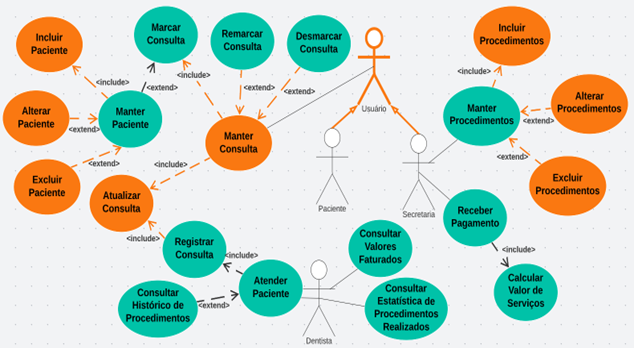 Incluir
Paciente
Marcar
Consulta
Remarcar
Consulta
Desmarcar
Consulta
Incluir
Procedimentos
<include>
<include>
<include>
<extend>
<extend>
<extend>
Alterar
Paciente
Manter
Paciente
<extend>
Usuário
Manter
Procedimentos
Alterar
Procedimentos
<extend>
Manter
Consulta
<extend>
<include>
<extend>
Excluir
Paciente
Excluir
Procedimentos
Atualizar
Consulta
Paciente
Secretaria
Receber
Pagamento
<include>
Registrar
Consulta
Consultar
Valores
Faturados
<include>
<include>
Atender
Paciente
Calcular
Valor de
Serviços
Consultar
Histórico de
Procedimentos
<extend>
Consultar
Estatística de
Procedimentos
Realizados
Dentista